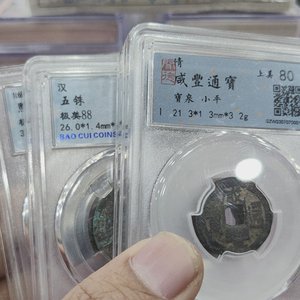 汉
五铢
极美88
26.0*1.4mm*
BAO CUI COINS
清
咸豐通寶
寶泉 小平
上美 80
21.3*1.3mm*3.2g